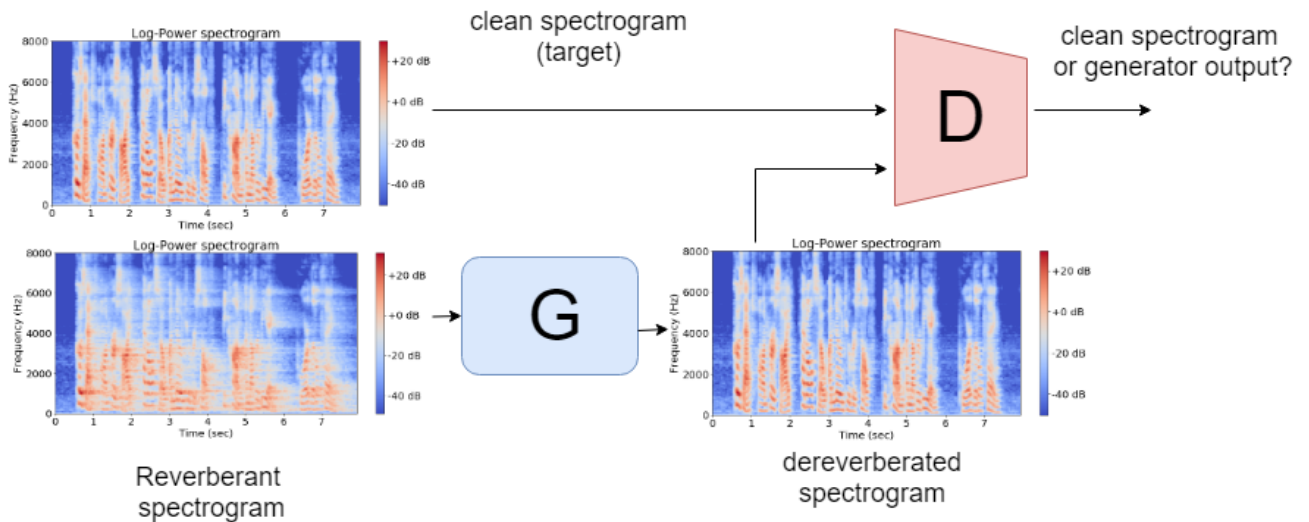 clean spectrogram
(target)
clean spectrogram
or generator output?
Log-Power spectrogram
8000
6000
4000
2000
0
Frequency (Hz)
0 1 2 3 4 5 6 7
Time (sec)
+20 dB
+0 dB
-20 dB
-40 dB
D
Log-Power spectrogram
8000
6000
4000
2000
0
Frequency (Hz)
0 1 2 3 4 5 6 7
Time (sec)
+20 dB
+0 dB
-20 dB
-40 dB
G
Log-Power spectrogram
8000
6000
4000
2000
0
Frequency (Hz)
0 1 2 3 4 5 6 7
Time (sec)
+20 dB
+0 dB
-20 dB
-40 dB
Reverberant
spectrogram
dereverberated
spectrogram